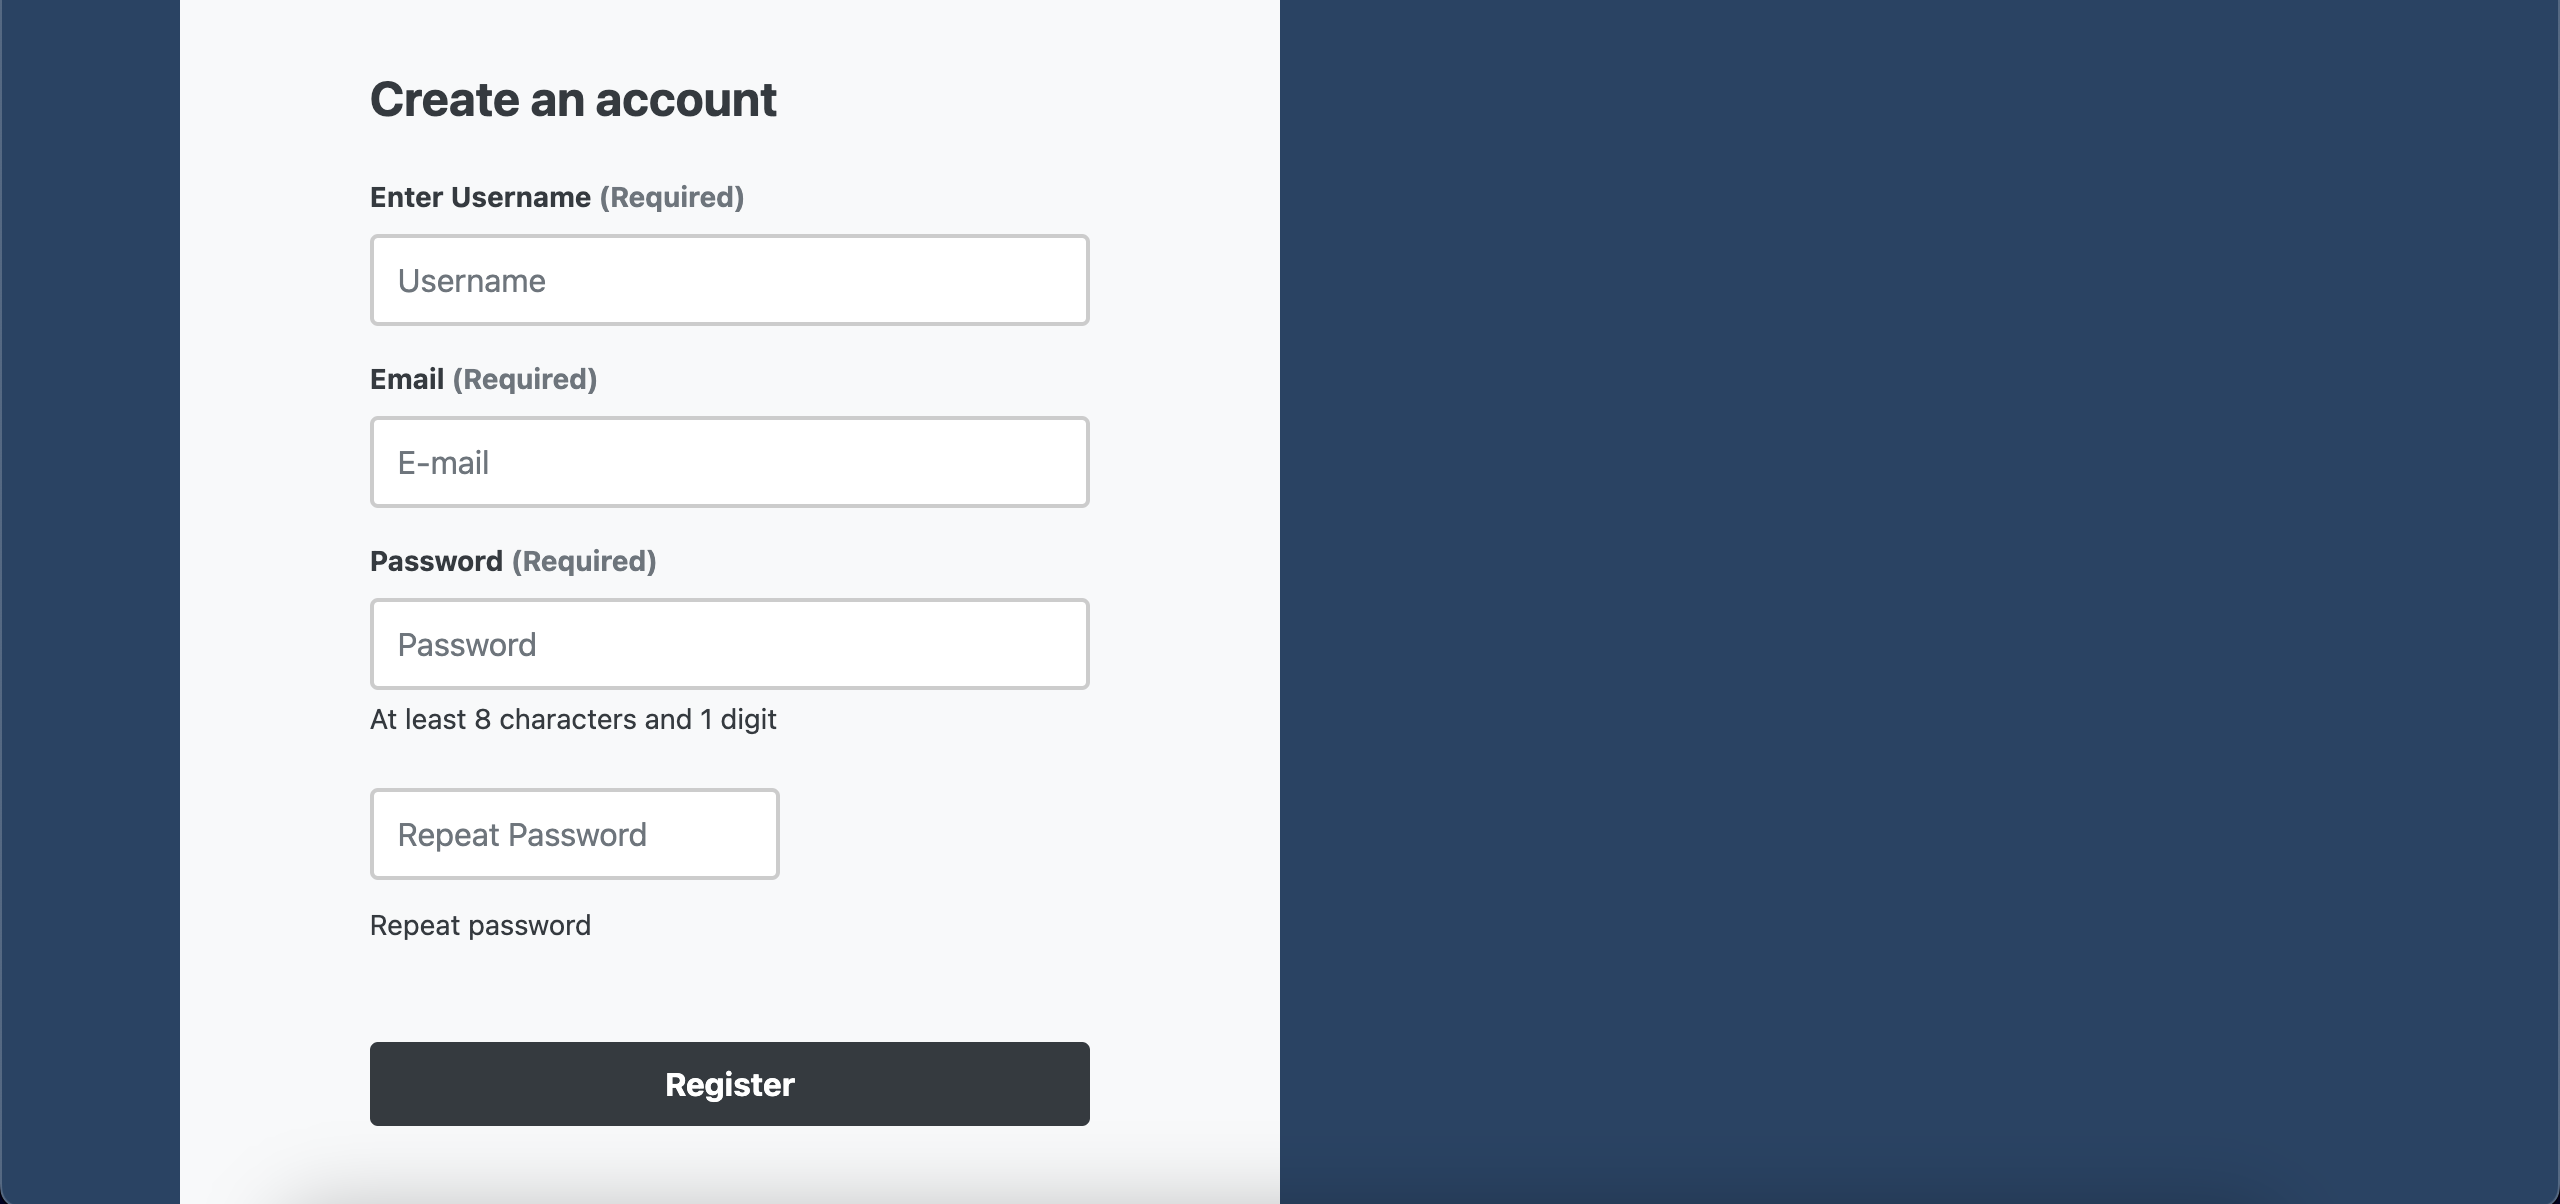 Create an account
Enter Username (Required)
Username
Email (Required)
E-mail
Password (Required)
Password
At least 8 characters and 1 digit
Repeat Password
Repeat password
Register